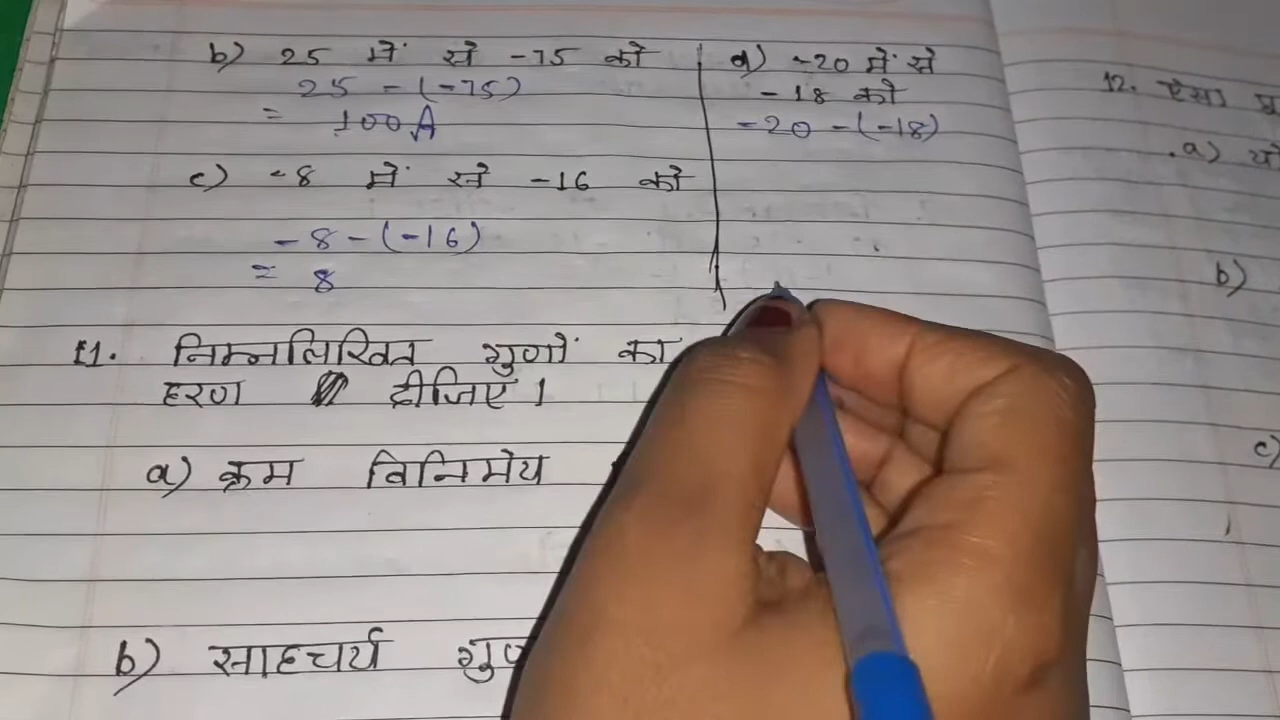 b) 25 में से -75 को
25 - (-75)
= 100 A
c) -8 में से -16 को
-8 - (-16)
= 8
d) -20 में से
-18 को
-20 - (-18)
11. निम्नलिखित गुणों का
हरण दीजिए।
a) क्रम विनिमेय
b) साहचर्य
12. ऐसा
a)
b)
c)